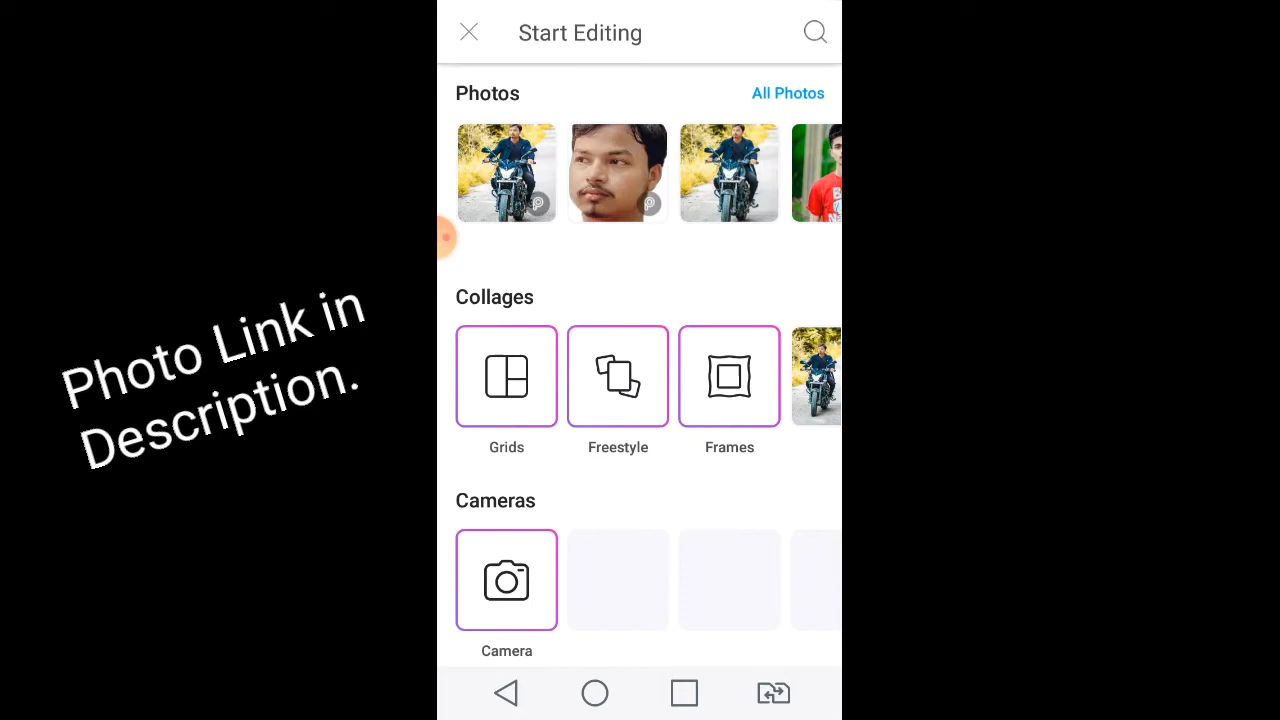 Start Editing
Photos
All Photos
Photo Link in
Description.
Collages
Grids
Freestyle
Frames
Cameras
Camera